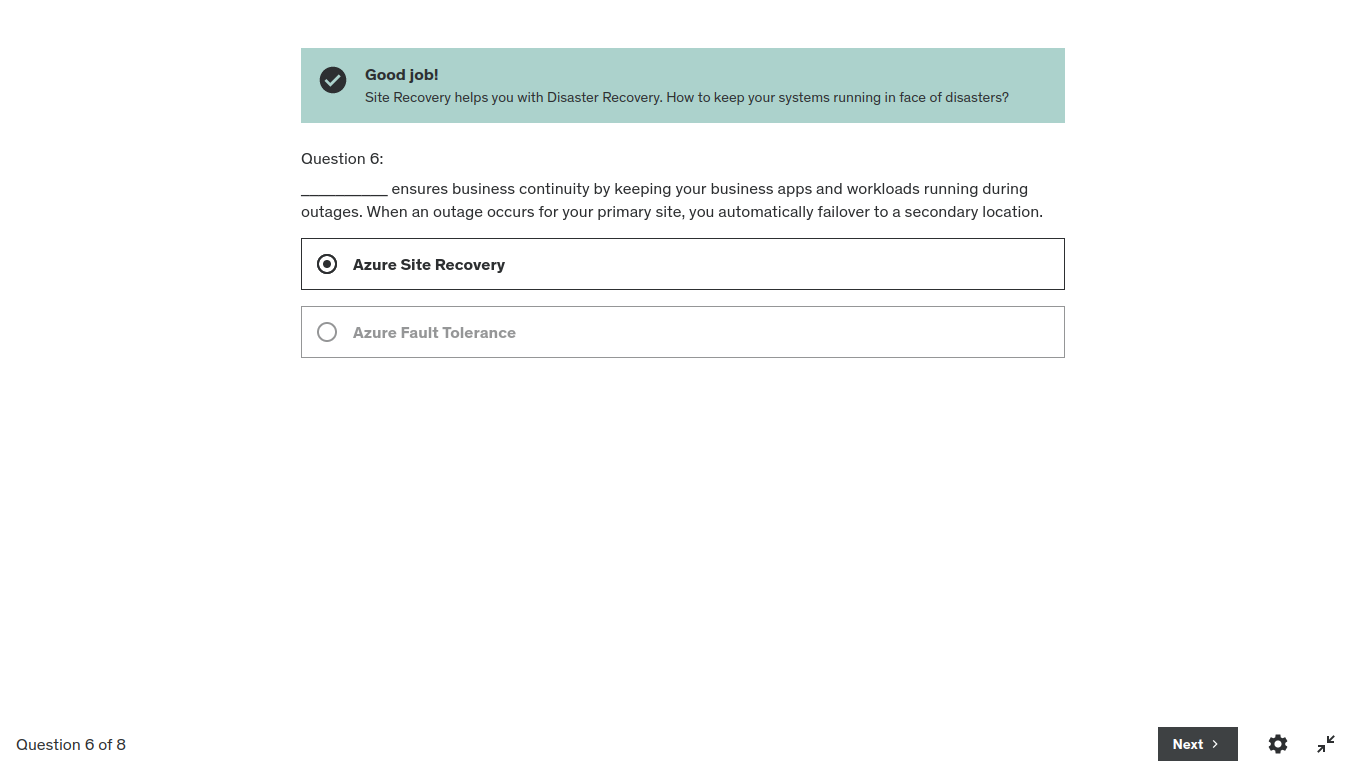 Good job!
Site Recovery helps you with Disaster Recovery. How to keep your systems running in face of disasters?
Question 6:
__________ ensures business continuity by keeping your business apps and workloads running during
outages. When an outage occurs for your primary site, you automatically failover to a secondary location.
Azure Site Recovery
Azure Fault Tolerance
Question 6 of 8
Next